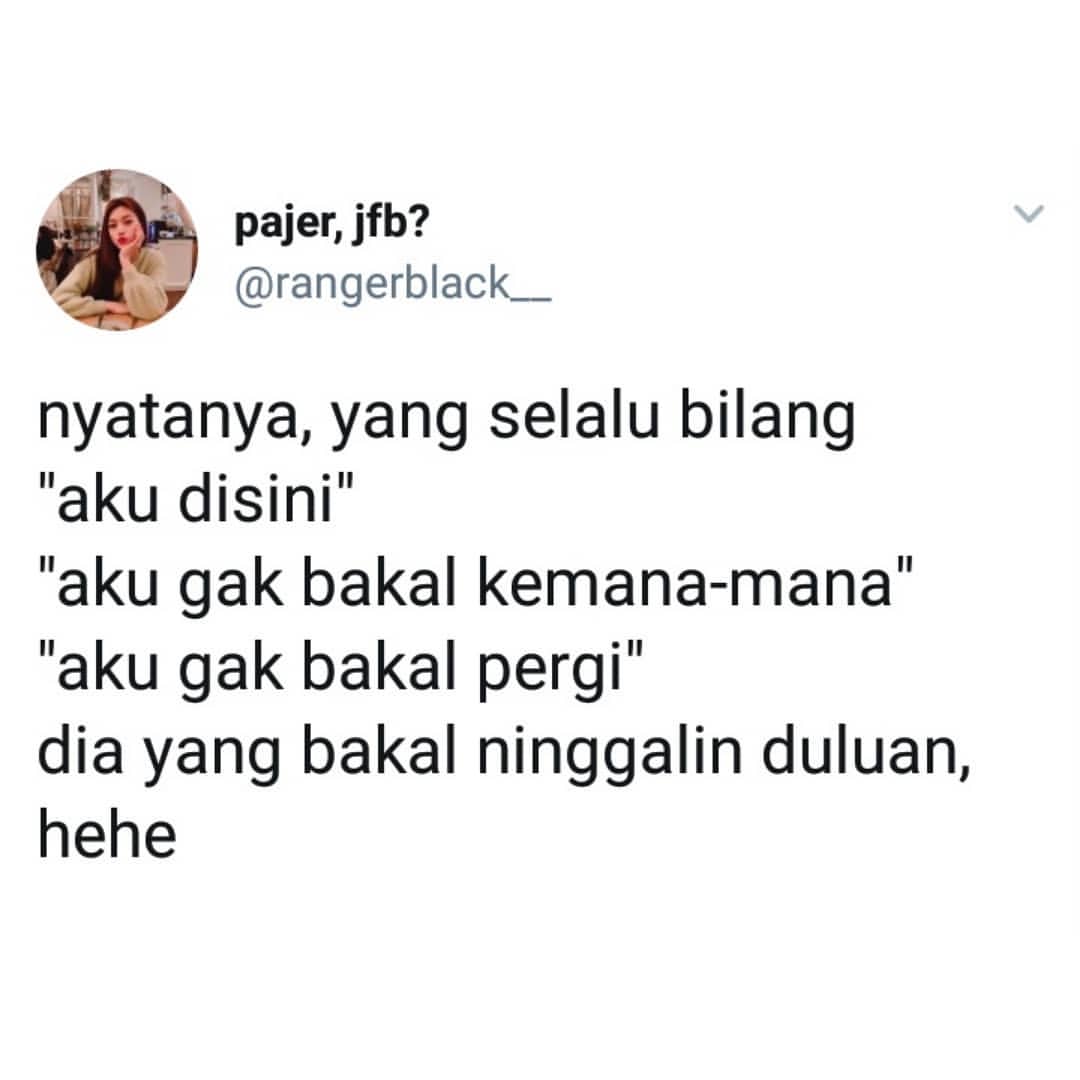 pajer, jfb?
@rangerblack__
nyatanya, yang selalu bilang
"aku disini"
"aku gak bakal kemana-mana"
"aku gak bakal pergi"
dia yang bakal ninggalin duluan,
hehe